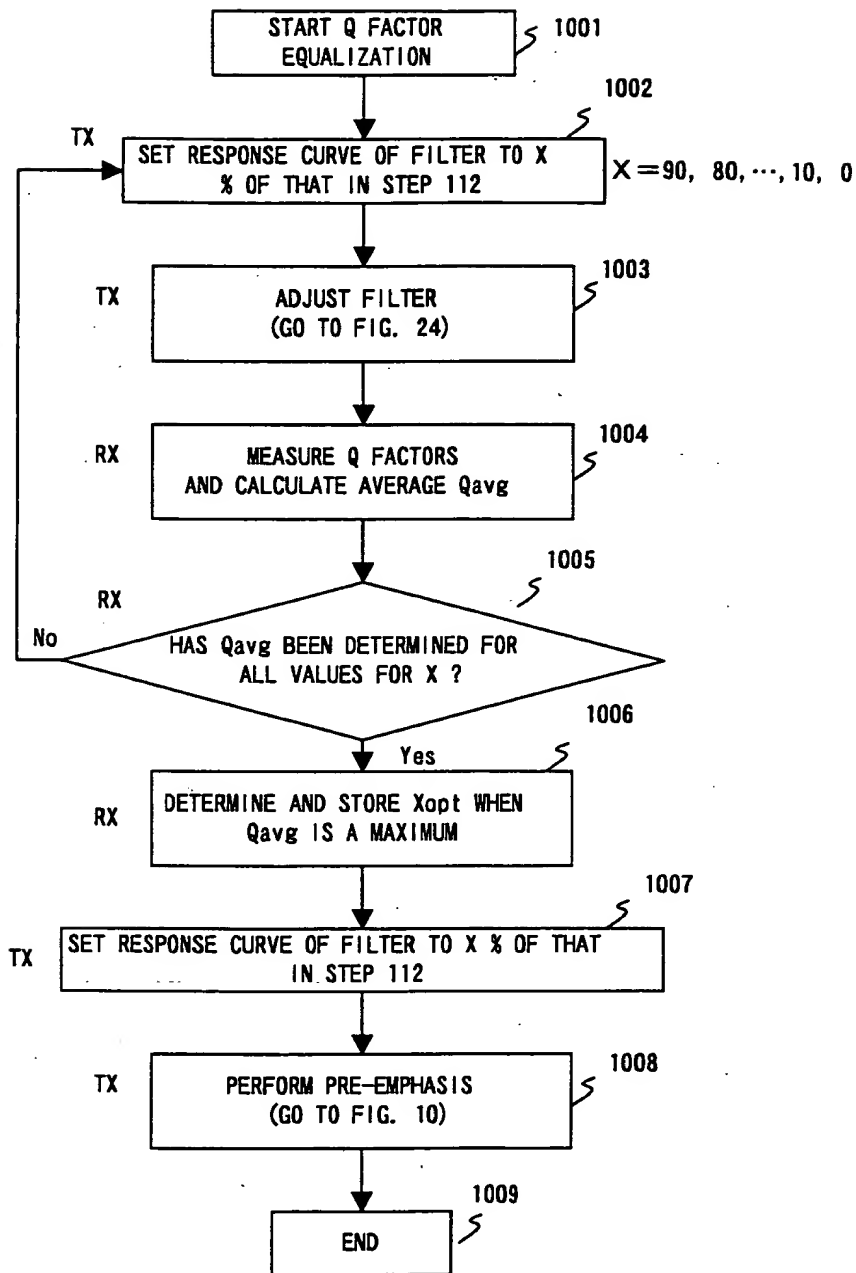 START Q FACTOR
EQUALIZATION
1001
1002
TX
SET RESPONSE CURVE OF FILTER TO X
% OF THAT IN STEP 112
X=90, 80, ···, 10, 0
1003
TX
ADJUST FILTER
(GO TO FIG. 24)
1004
RX
MEASURE Q FACTORS
AND CALCULATE AVERAGE Qavg
1005
RX
No
HAS Qavg BEEN DETERMINED FOR
ALL VALUES FOR X ?
1006
Yes
RX
DETERMINE AND STORE Xopt WHEN
Qavg IS A MAXIMUM
1007
TX
SET RESPONSE CURVE OF FILTER TO X % OF THAT
IN STEP 112
1008
TX
PERFORM PRE-EMPHASIS
(GO TO FIG. 10)
1009
END